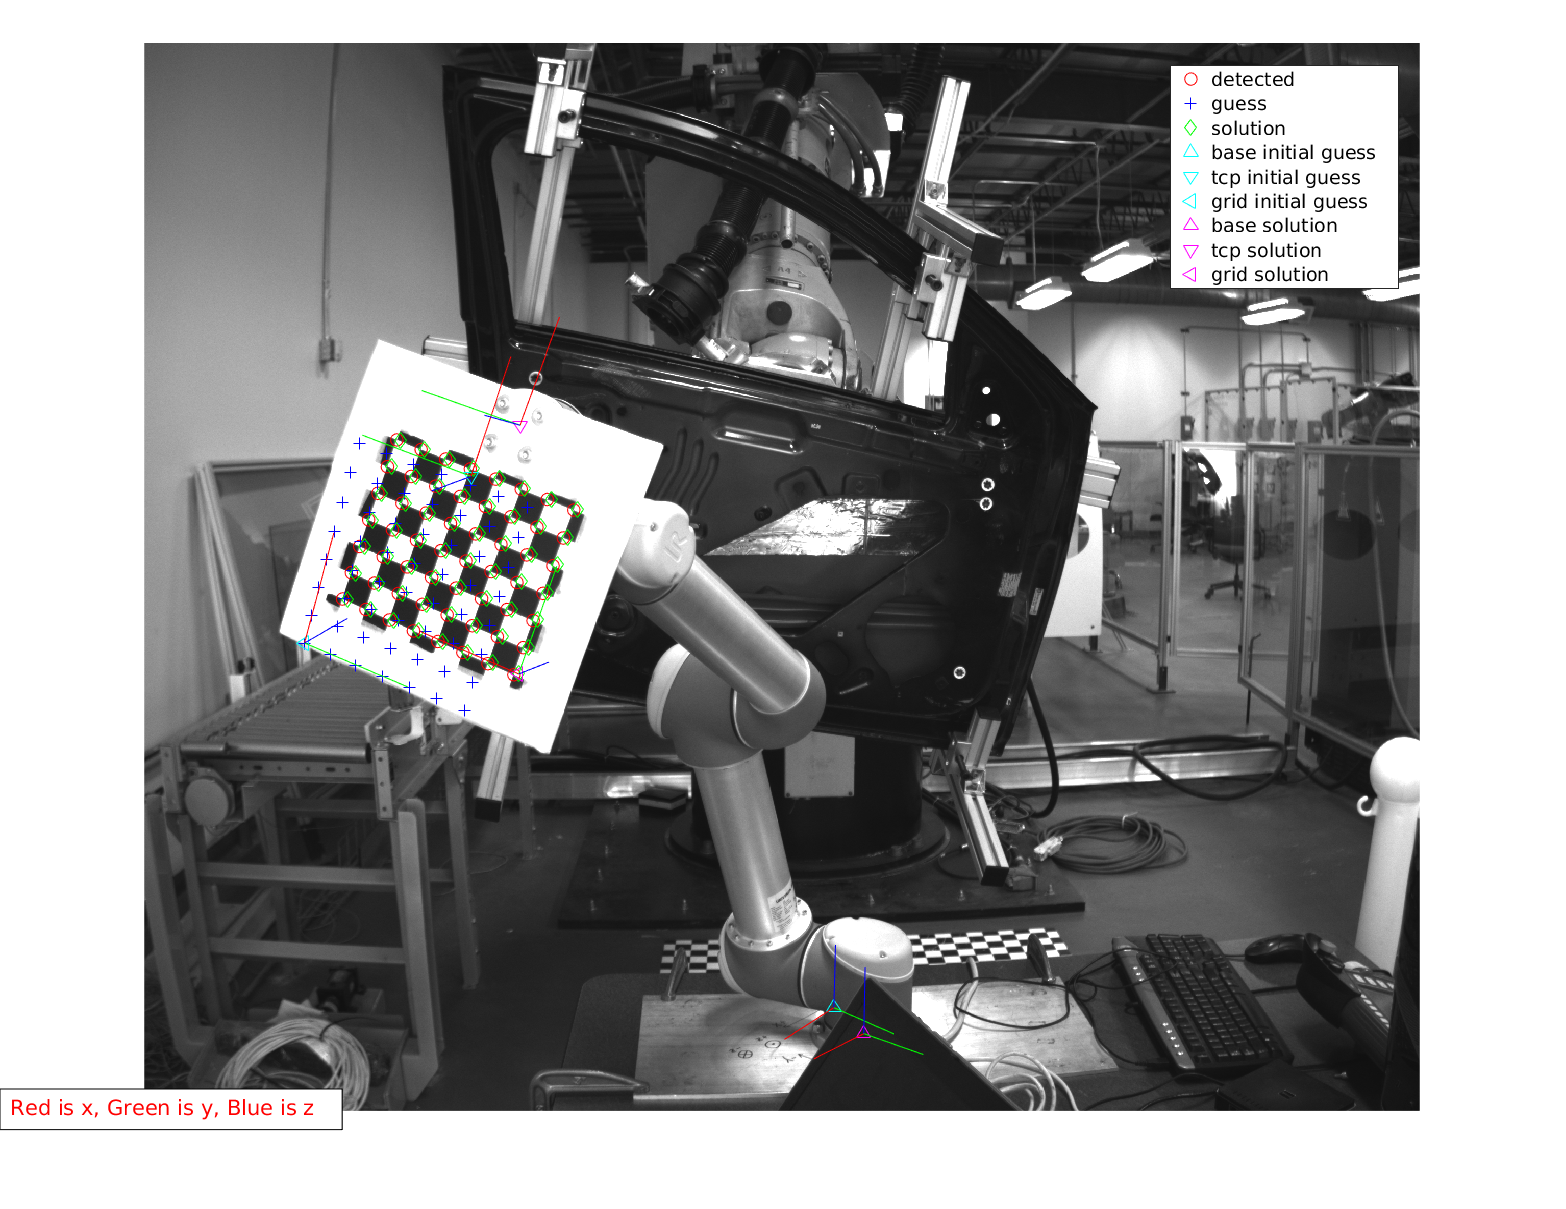 detected
guess
solution
base initial guess
tcp initial guess
grid initial guess
base solution
tcp solution
grid solution
Red is x, Green is y, Blue is z